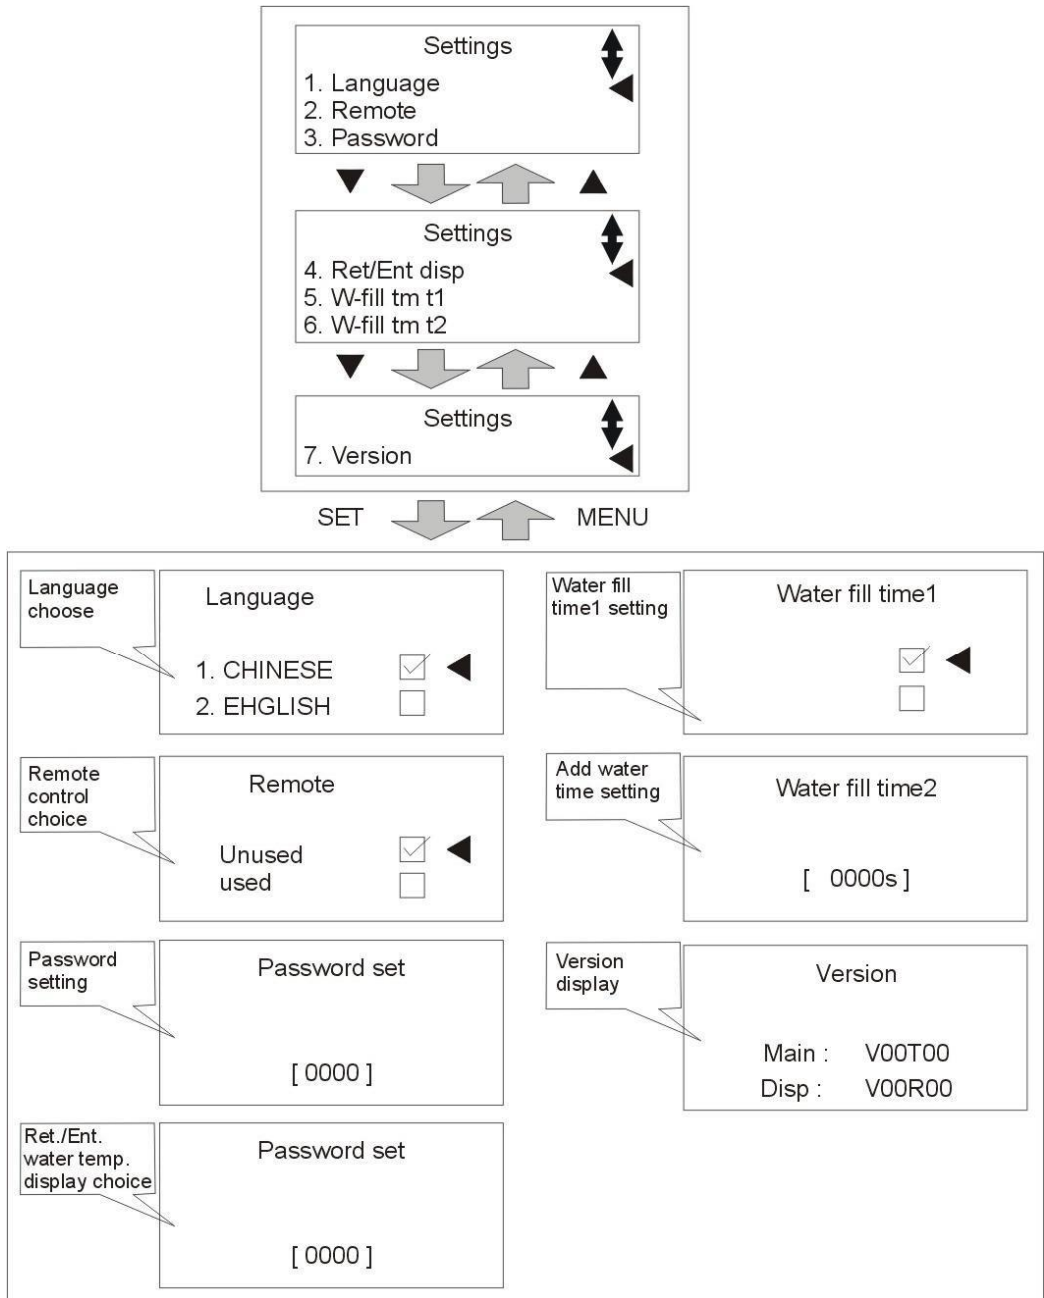 Settings
1. Language
2. Remote
3. Password
Settings
4. Ret/Ent disp
5. W-fill tm t1
6. W-fill tm t2
Settings
7. Version
SET
MENU
Language
choose
Language
1. CHINESE
2. EHGLISH
Remote
control
choice
Remote
Unused
used
Password
setting
Password set
[ 0000 ]
Ret./Ent.
water temp.
display choice
Password set
[ 0000 ]
Water fill
time1 setting
Water fill time1
Add water
time setting
Water fill time2
[ 0000s ]
Version
display
Version
Main : V00T00
Disp : V00R00